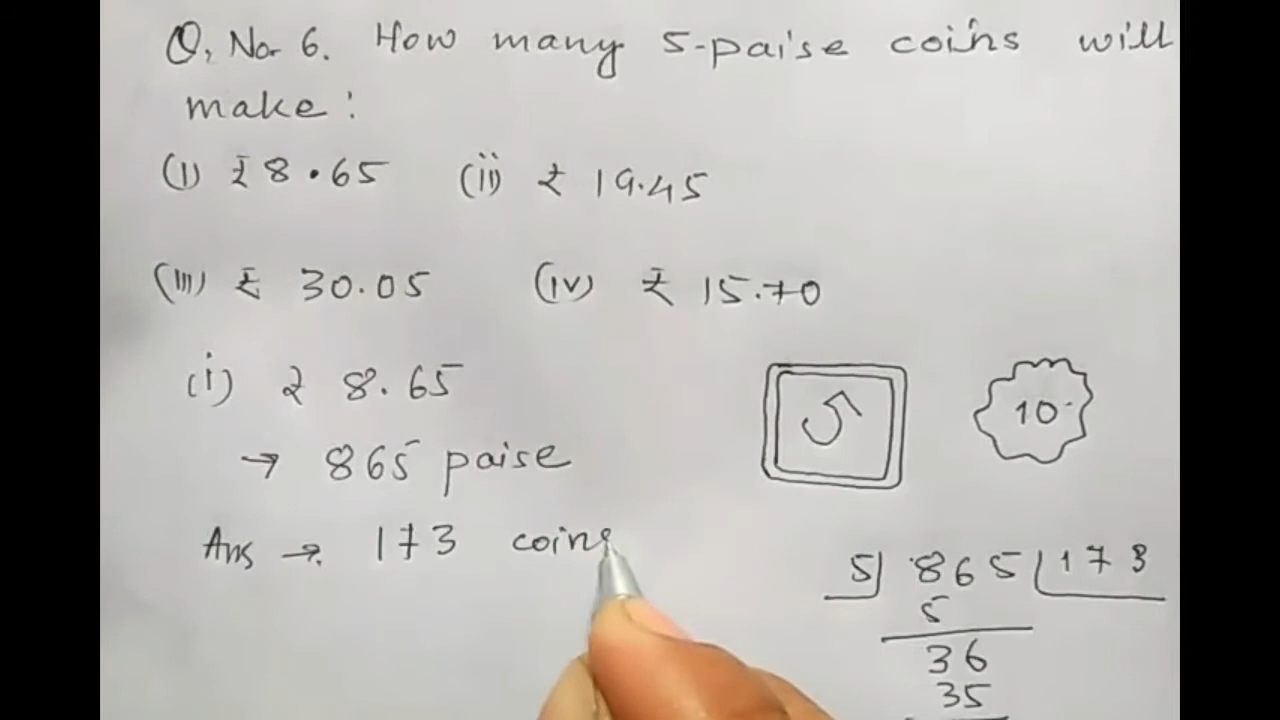 Q, No 6. How many 5-paise coins will
make :
(i) ₹8.65 (ii) ₹ 19.45
(iii) ₹ 30.05 (iv) ₹ 15.70
(i) ₹ 8.65
→ 865 paise
5 10
Ans → 173 coins
5) 865 (173
5
36
35